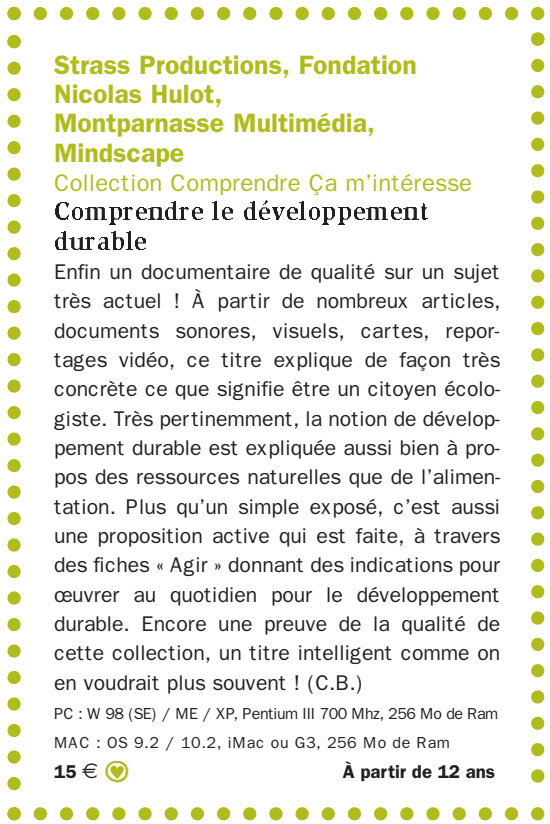 Strass Productions, Fondation
Nicolas Hulot,
Montparnasse Multimédia,
Mindscape
Collection Comprendre Ça m'intéresse
Comprendre le développement
durable
Enfin un documentaire de qualité sur un sujet
très actuel ! À partir de nombreux articles,
documents sonores, visuels, cartes, repor-
tages vidéo, ce titre explique de façon très
concrète ce que signifie être un citoyen écolo-
giste. Très pertinemment, la notion de dévelop-
pement durable est expliquée aussi bien à pro-
pos des ressources naturelles que de l'alimen-
tation. Plus qu'un simple exposé, c'est aussi
une proposition active qui est faite, à travers
des fiches « Agir » donnant des indications pour
œuvrer au quotidien pour le développement
durable. Encore une preuve de la qualité de
cette collection, un titre intelligent comme on
en voudrait plus souvent ! (C.B.)
PC : W 98 (SE) / ME / XP, Pentium III 700 Mhz, 256 Mo de Ram
MAC : OS 9.2 / 10.2, iMac ou G3, 256 Mo de Ram
15 € À partir de 12 ans